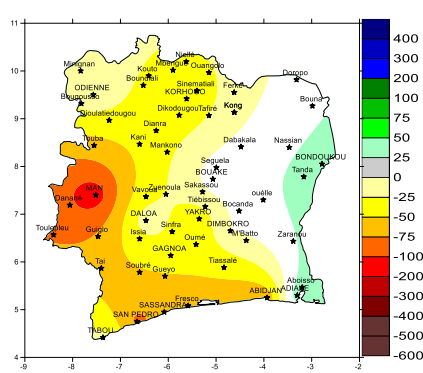 11
Niellé
Minignan
Kouto
Mbengué
Ouangolo
10
Boundiali
Doropo
Sinematiali
Ferké
ODIENNE
KORHO
Bougousso
Kong
Bouna
Dikodougou
Tafiré
9
Dioulatiedougou
Dianra
Touba
Kani
Mankono
Dabakala
Nassian
8
Seguela
BONDOUKOU
BOUAKE
Tanda
MAN
Vavoua
Zuenoula
Sakassou
Danané
Tiébissou
ouélle
7
DALOA
YAKRO
Bocanda
Toulpleu
Guiglo
Issia
Sinfra
DIMBOKRO
M'Batto
Zaranou
Oumé
6
GAGNOA
Tai
Soubré
Gueyo
Tiassalé
Aboisso
ABIDJAN
ADIAKE
Fresco
SASSANDRA
5
SAN PEDRO
TABOU
4
-9 -8 -7 -6 -5 -4 -3 -2
400
300
200
100
75
50
25
0
-25
-50
-75
-100
-200
-300
-400
-500
-600